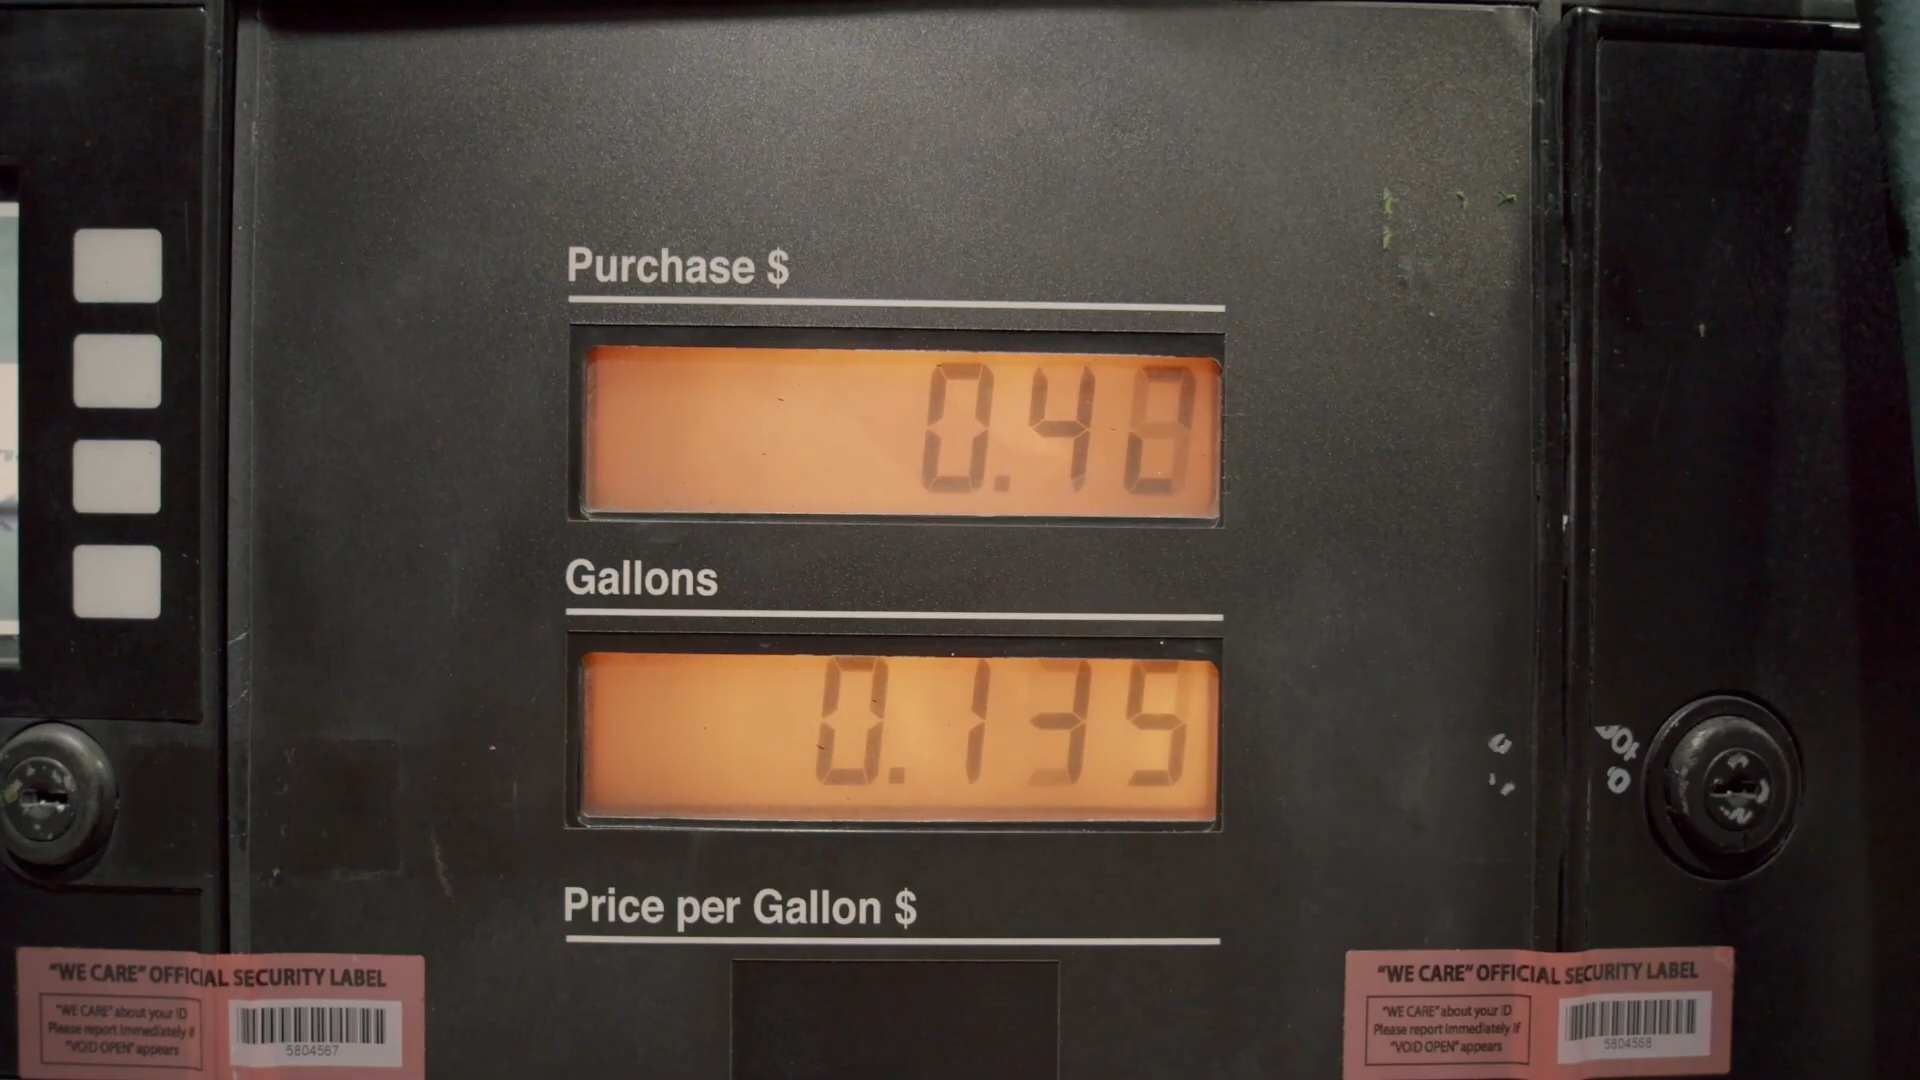 Purchase $
0.48
Gallons
0.135
Price per Gallon $
"WE CARE" OFFICIAL SECURITY LABEL
"WE CARE" about your ID
Please report immediately if
"VOID OPEN" appears
5804567
"WE CARE" OFFICIAL SECURITY LABEL
"WE CARE" about your ID
Please report immediately if
"VOID OPEN" appears
5804568